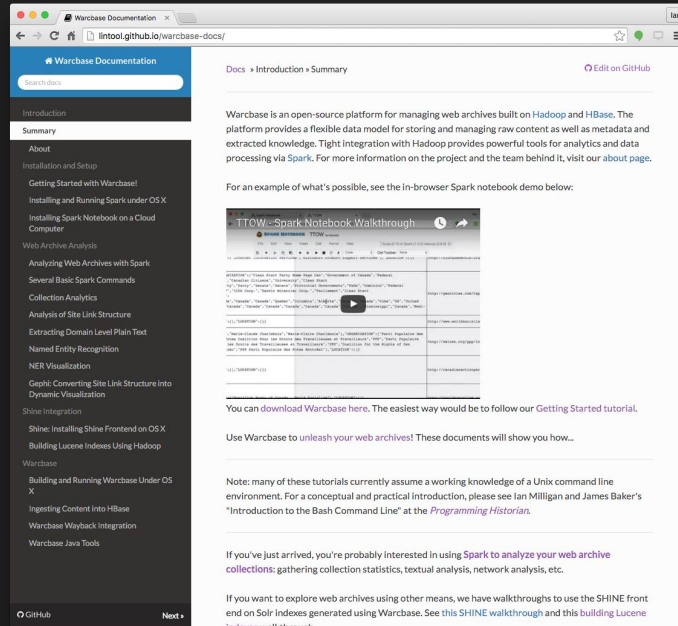 Warcbase Documentation
Ian
lintool.github.io/warcbase-docs/
Warcbase Documentation
Search docs
Introduction
Summary
About
Installation and Setup
Getting Started with Warcbase!
Installing and Running Spark under OS X
Installing Spark Notebook on a Cloud
Computer
Web Archive Analysis
Analyzing Web Archives with Spark
Several Basic Spark Commands
Collection Analytics
Analysis of Site Link Structure
Extracting Domain Level Plain Text
Named Entity Recognition
NER Visualization
Gephi: Converting Site Link Structure into
Dynamic Visualization
Shine Integration
Shine: Installing Shine Frontend on OS X
Building Lucene Indexes Using Hadoop
Warcbase
Building and Running Warcbase Under OS
X
Ingesting Content into HBase
Warcbase Wayback Integration
Warcbase Java Tools
GitHub Next »
Docs » Introduction » Summary Edit on GitHub
Warcbase is an open-source platform for managing web archives built on Hadoop and HBase. The
platform provides a flexible data model for storing and managing raw content as well as metadata and
extracted knowledge. Tight integration with Hadoop provides powerful tools for analytics and data
processing via Spark. For more information on the project and the team behind it, visit our about page.
For an example of what's possible, see the in-browser Spark notebook demo below:
TTOW - Spark Notebook Walkthrough
SPARK NOTEBOOK TTOW
You can download Warcbase here. The easiest way would be to follow our Getting Started tutorial.
Use Warcbase to unleash your web archives! These documents will show you how...
Note: many of these tutorials currently assume a working knowledge of a Unix command line
environment. For a conceptual and practical introduction, please see Ian Milligan and James Baker's
"Introduction to the Bash Command Line" at the Programming Historian.
If you've just arrived, you're probably interested in using Spark to analyze your web archive
collections: gathering collection statistics, textual analysis, network analysis, etc.
If you want to explore web archives using other means, we have walkthroughs to use the SHINE front
end on Solr indexes generated using Warcbase. See this SHINE walkthrough and this building Lucene